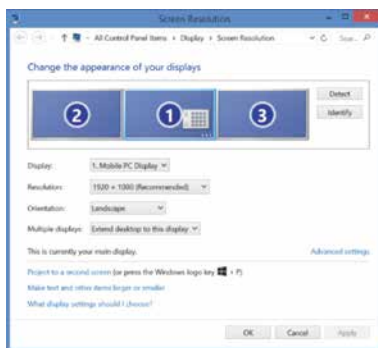 Screen Resolution
All Control Panel Items Display Screen Resolution
Change the appearance of your displays
2 1 3
Detect
Identify
Display: 1. Mobile PC Display
Resolution: 1920 × 1080 (Recommended)
Orientation: Landscape
Multiple displays: Extend desktop to this display
This is currently your main display. Advanced settings
Project to a second screen (or press the Windows logo key + P)
Make text and other items larger or smaller
What display settings should I choose?
OK Cancel Apply